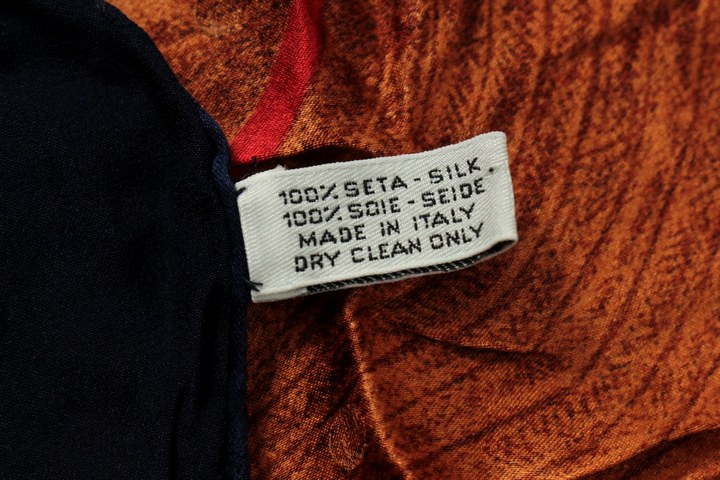 100% SETA - SILK.
100% SOIE - SEIDE
MADE IN ITALY
DRY CLEAN ONLY